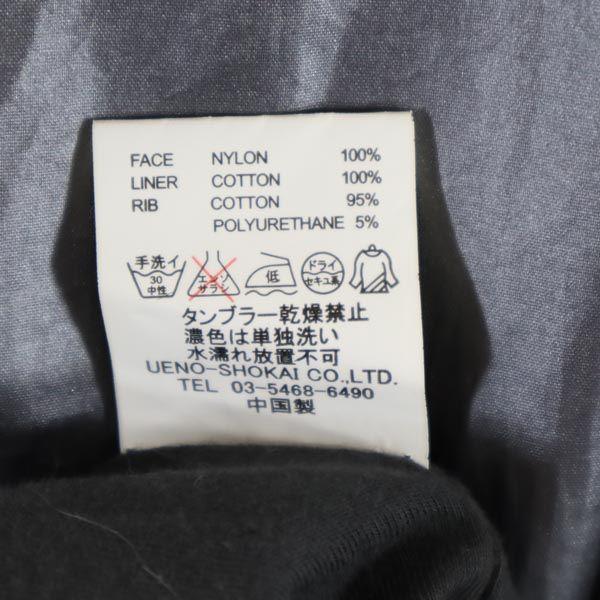 FACE NYLON 100%
LINER COTTON 100%
RIB COTTON 95%
POLYURETHANE 5%
手洗イ 30 中性 エンソ サラシ 低 ドライ セキユ系
タンブラー乾燥禁止
濃色は単独洗い
水濡れ放置不可
UENO-SHOKAI CO.,LTD.
TEL 03-5468-6490
中国製